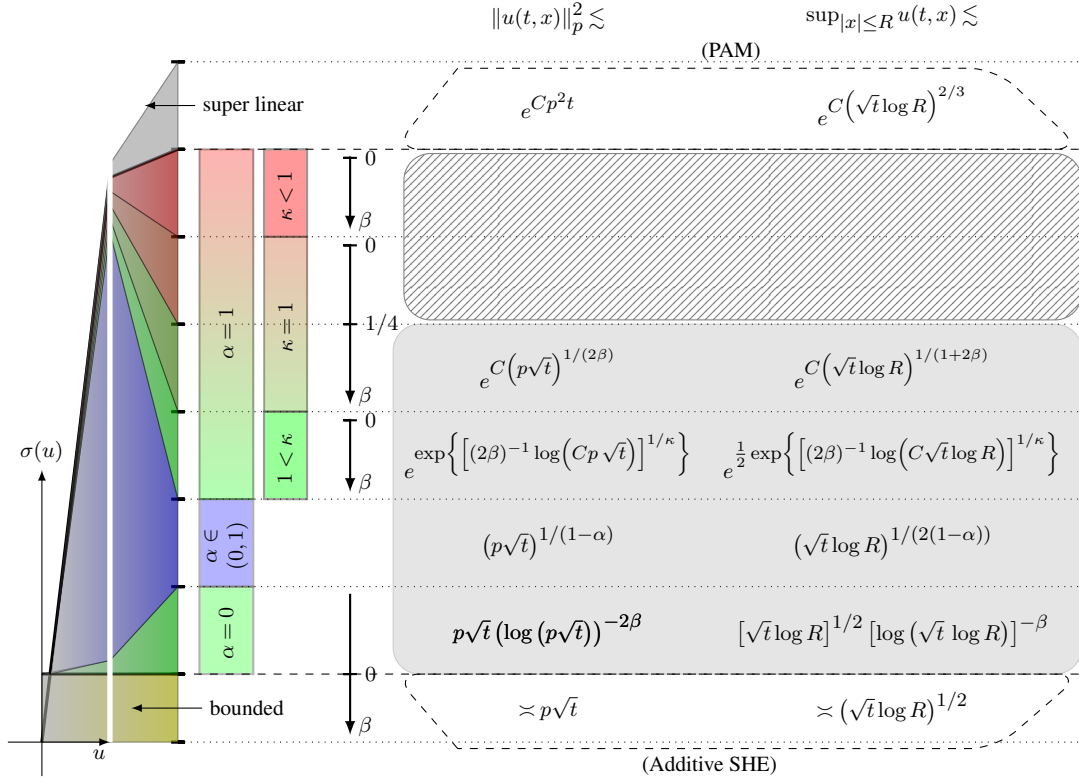 ‖u(t, x)‖_p^2 ≲ sup_{|x|≤R} u(t, x) ≲
(PAM)
super linear e^{Cp^2t} e^{C(√t log R)^{2/3}}
0
κ < 1
β
0
α = 1 κ = 1 1/4
e^{C(p√t)^{1/(2β)}} e^{C(√t log R)^{1/(1+2β)}}
β
0
σ(u) 1 < κ e^{exp{[(2β)^{-1} log(Cp √t)]^{1/κ}}} e^{\frac{1}{2} exp{[(2β)^{-1} log(C√t log R)]^{1/κ}}}
β
α ∈
(0, 1) (p√t)^{1/(1−α)} (√t log R)^{1/(2(1−α))}
α = 0 p√t (log (p√t))^{−2β} [√t log R]^{1/2} [log (√t log R)]^{−β}
0
bounded ≍ p√t ≍ (√t log R)^{1/2}
β
u
(Additive SHE)